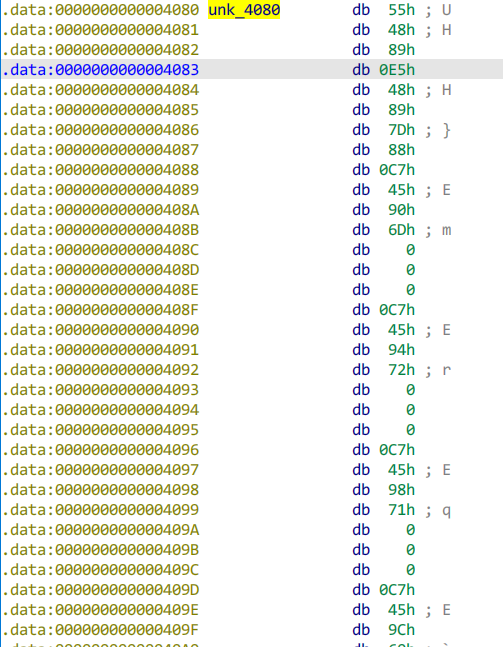 .data:0000000000004080 unk_4080 db 55h ; U
.data:0000000000004081 db 48h ; H
.data:0000000000004082 db 89h
.data:0000000000004083 db 0E5h
.data:0000000000004084 db 48h ; H
.data:0000000000004085 db 89h
.data:0000000000004086 db 7Dh ; }
.data:0000000000004087 db 88h
.data:0000000000004088 db 0C7h
.data:0000000000004089 db 45h ; E
.data:000000000000408A db 90h
.data:000000000000408B db 6Dh ; m
.data:000000000000408C db 0
.data:000000000000408D db 0
.data:000000000000408E db 0
.data:000000000000408F db 0C7h
.data:0000000000004090 db 45h ; E
.data:0000000000004091 db 94h
.data:0000000000004092 db 72h ; r
.data:0000000000004093 db 0
.data:0000000000004094 db 0
.data:0000000000004095 db 0
.data:0000000000004096 db 0C7h
.data:0000000000004097 db 45h ; E
.data:0000000000004098 db 98h
.data:0000000000004099 db 71h ; q
.data:000000000000409A db 0
.data:000000000000409B db 0
.data:000000000000409C db 0
.data:000000000000409D db 0C7h
.data:000000000000409E db 45h ; E
.data:000000000000409F db 9Ch